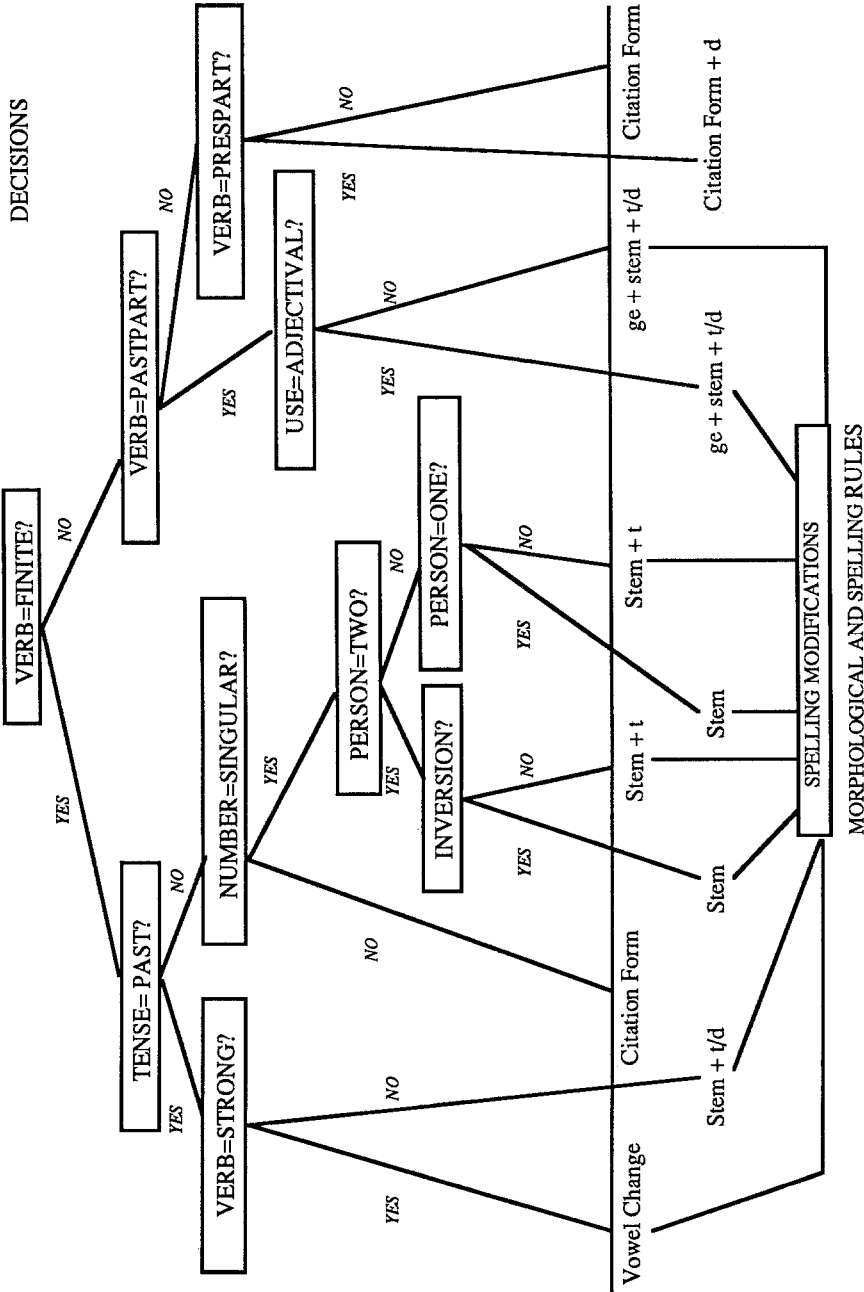 DECISIONS
VERB=FINITE?
YES
NO
TENSE= PAST?
VERB=PASTPART?
YES
NO
YES
NO
VERB=STRONG?
NUMBER=SINGULAR?
USE=ADJECTIVAL?
VERB=PRESPART?
YES
NO
NO
YES
PERSON=TWO?
YES
NO
INVERSION?
PERSON=ONE?
YES
NO
YES
NO
YES
NO
YES
NO
Vowel Change
Citation Form
Stem + t
Stem + t
ge + stem + t/d
Citation Form
Stem + t/d
Stem
Stem
ge + stem + t/d
Citation Form + d
SPELLING MODIFICATIONS
MORPHOLOGICAL AND SPELLING RULES